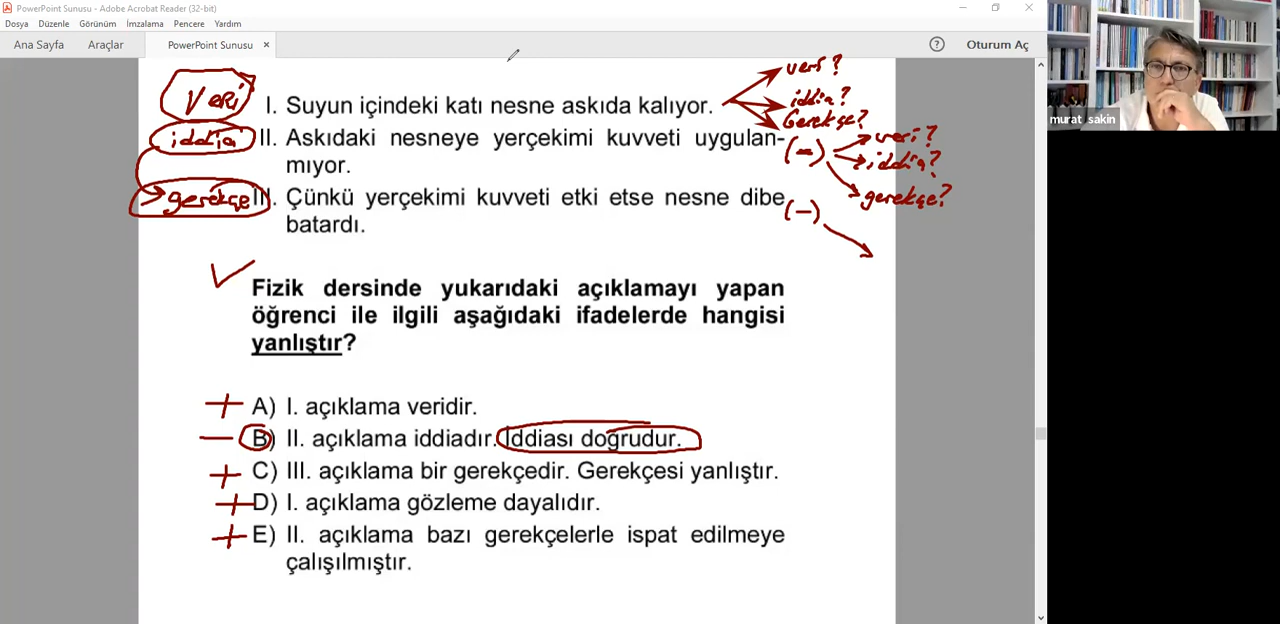 PowerPoint Sunusu - Adobe Acrobat Reader (32-bit)
Dosya Düzenle Görünüm İmzalama Pencere Yardım
Ana Sayfa Araçlar PowerPoint Sunusu × ? Oturum Aç
murat sakin
veri?
Veri I. Suyun içindeki katı nesne askıda kalıyor. iddia?
Gerekçe?
iddia II. Askıdaki nesneye yerçekimi kuvveti uygulan- (-) veri?
mıyor. iddia?
gerekçe III. Çünkü yerçekimi kuvveti etki etse nesne dibe gerekçe?
batardı. (-)
Fizik dersinde yukarıdaki açıklamayı yapan
öğrenci ile ilgili aşağıdaki ifadelerde hangisi
yanlıştır?
+ A) I. açıklama veridir.
- B) II. açıklama iddiadır. İddiası doğrudur.
+ C) III. açıklama bir gerekçedir. Gerekçesi yanlıştır.
+ D) I. açıklama gözleme dayalıdır.
+ E) II. açıklama bazı gerekçelerle ispat edilmeye
çalışılmıştır.